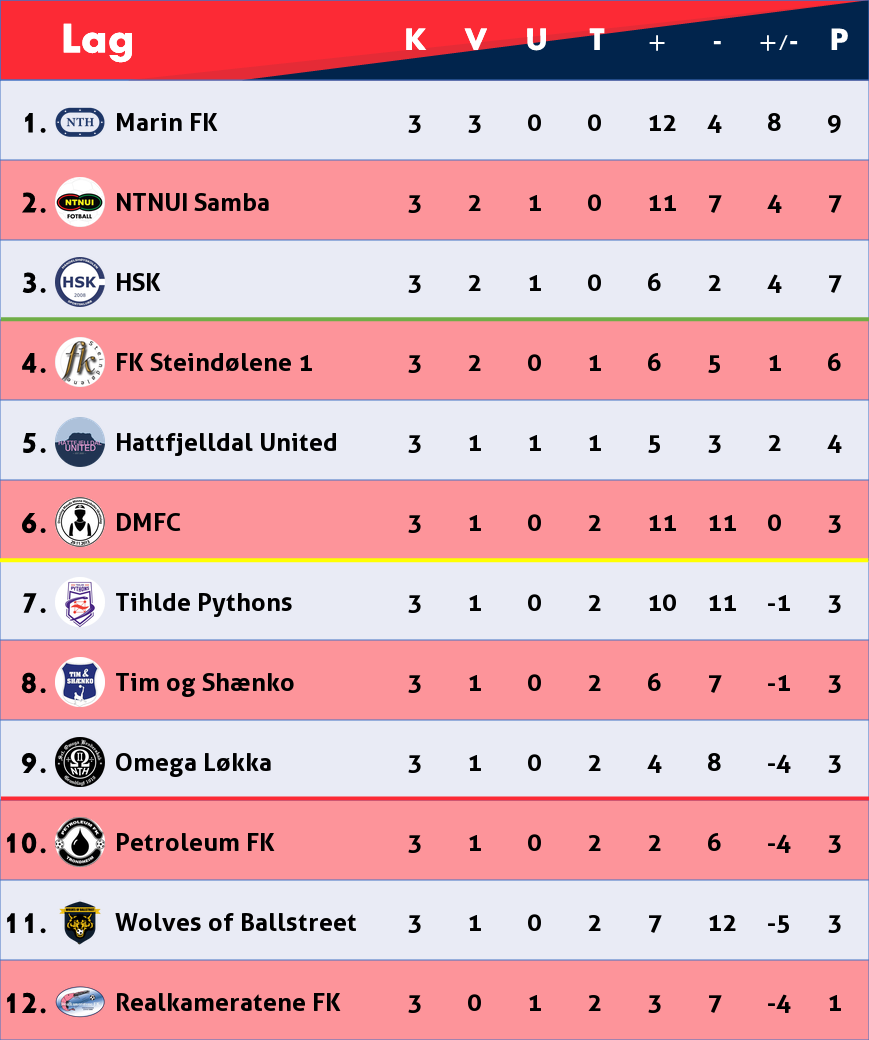 Lag K V U T + - +/- P
1. NTH Marin FK 3 3 0 0 12 4 8 9
2. NTNUI FOTBALL NTNUI Samba 3 2 1 0 11 7 4 7
3. HSK 2008 HSK 3 2 1 0 6 2 4 7
4. fk Steindølene FK Steindølene 1 3 2 0 1 6 5 1 6
5. HATTFJELLDAL UNITED Hattfjelldal United 3 1 1 1 5 3 2 4
6. DMFC 3 1 0 2 11 11 0 3
7. PYTHONS Tihlde Pythons 3 1 0 2 10 11 -1 3
8. TIM & SHÆNKO Tim og Shænko 3 1 0 2 6 7 -1 3
9. Ω NTH Omega Løkka 3 1 0 2 4 8 -4 3
10. PETROLEUM FK TRONDHEIM Petroleum FK 3 1 0 2 2 6 -4 3
11. WOLVES OF BALLSTREET Wolves of Ballstreet 3 1 0 2 7 12 -5 3
12. Realkameratene FK 3 0 1 2 3 7 -4 1